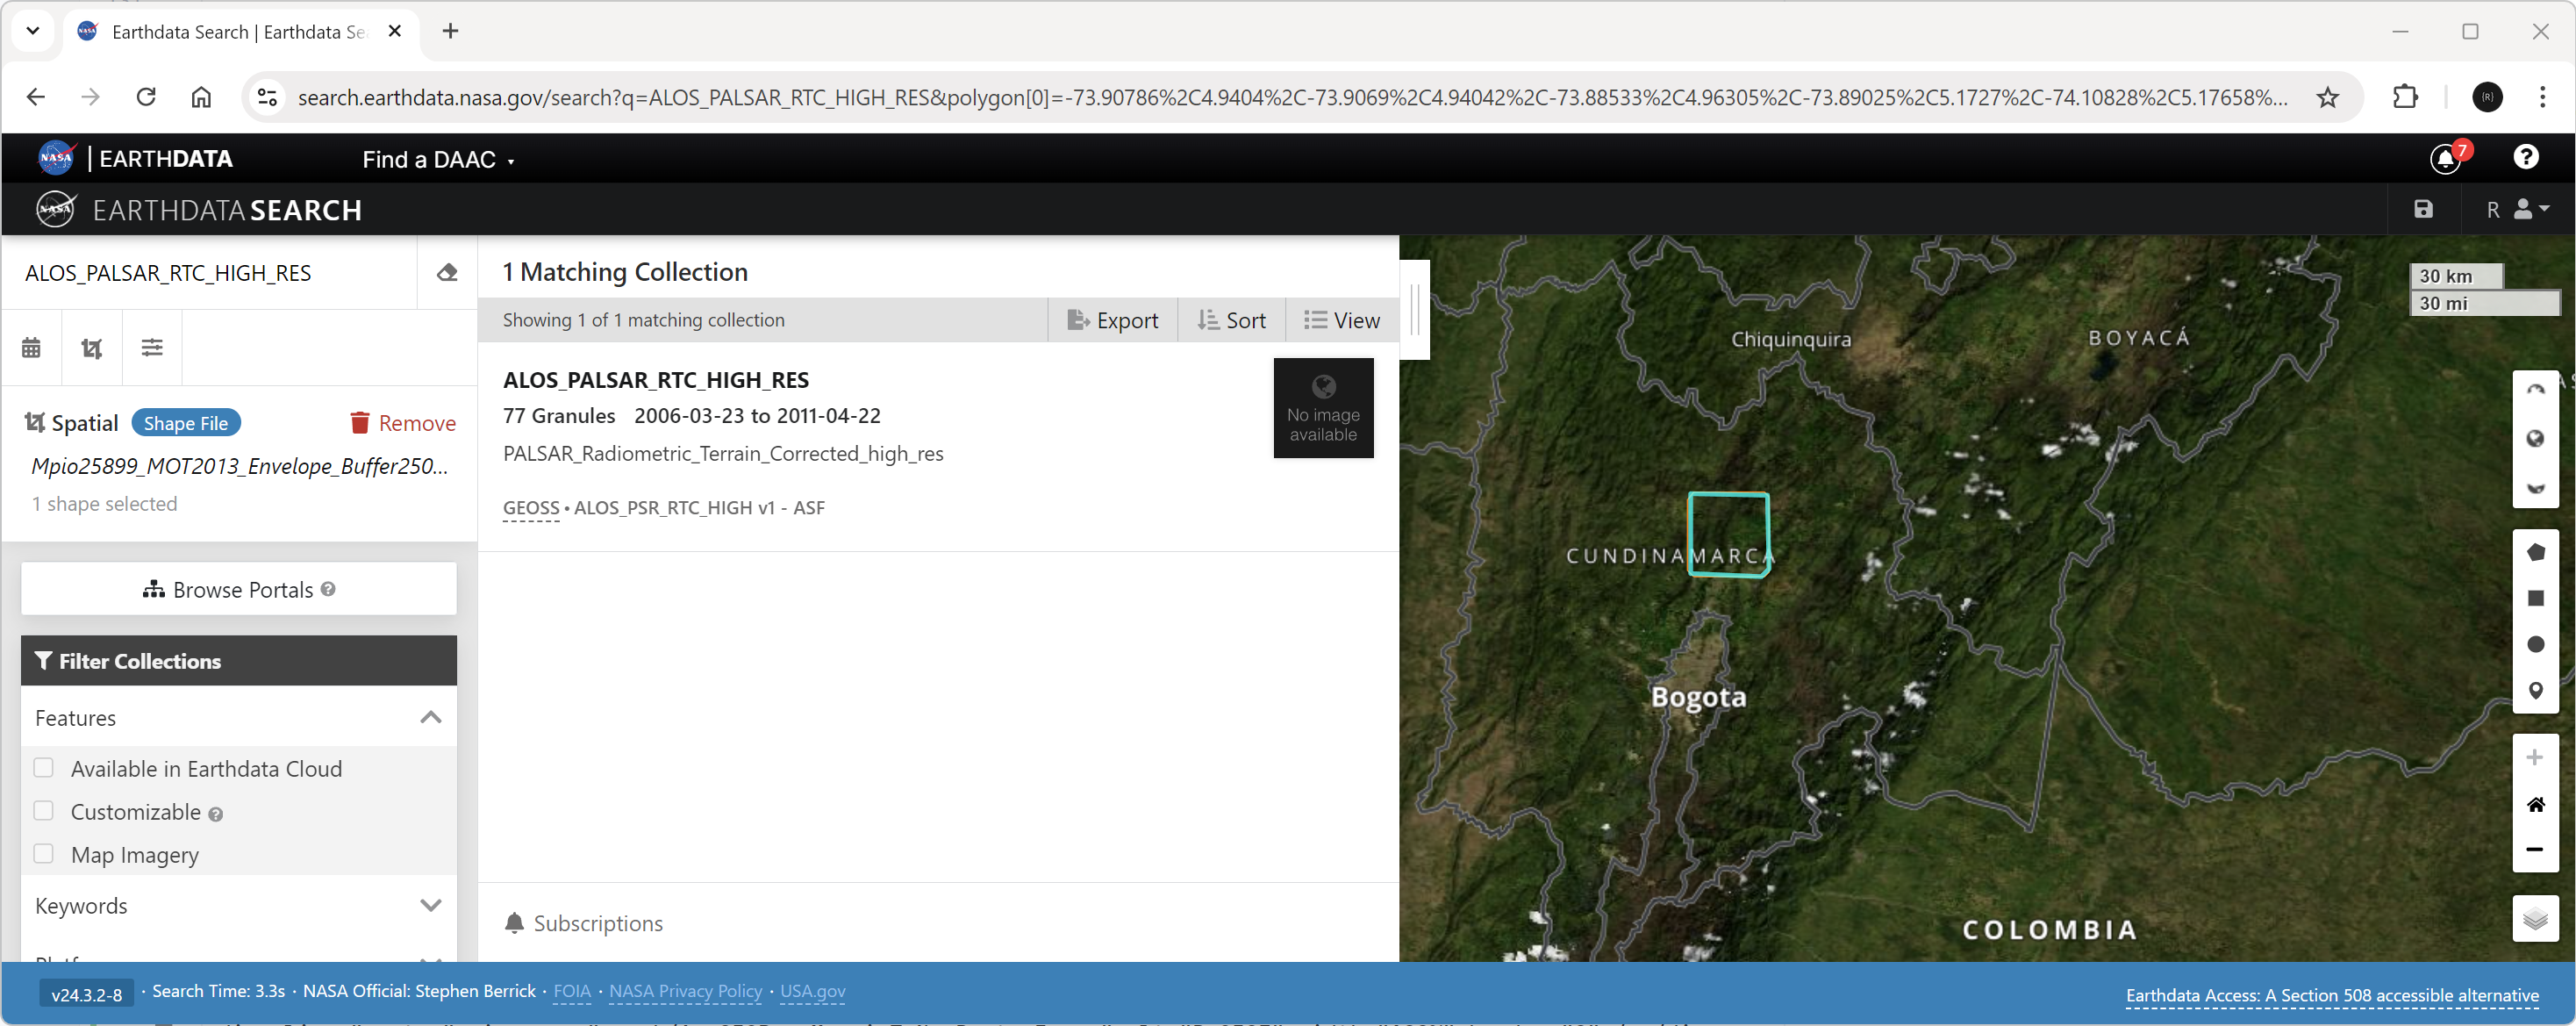 Earthdata Search | Earthdata Se
search.earthdata.nasa.gov/search?q=ALOS_PALSAR_RTC_HIGH_RES&polygon[0]=-73.90786%2C4.9404%2C-73.9069%2C4.94042%2C-73.88533%2C4.96305%2C-73.89025%2C5.1727%2C-74.10828%2C5.17658%...
{R}
NASA | EARTHDATA
Find a DAAC
7
NASA EARTHDATA SEARCH
R
ALOS_PALSAR_RTC_HIGH_RES
Spatial Shape File Remove
Mpio25899_MOT2013_Envelope_Buffer250...
1 shape selected
Browse Portals
Filter Collections
Features
Available in Earthdata Cloud
Customizable
Map Imagery
Keywords
1 Matching Collection
Showing 1 of 1 matching collection
Export
Sort
View
ALOS_PALSAR_RTC_HIGH_RES
77 Granules 2006-03-23 to 2011-04-22
PALSAR_Radiometric_Terrain_Corrected_high_res
GEOSS • ALOS_PSR_RTC_HIGH v1 - ASF
No image
available
Subscriptions
30 km
30 mi
Chiquinquira
BOYACÁ
CUNDINAMARCA
Bogota
COLOMBIA
v24.3.2-8 · Search Time: 3.3s · NASA Official: Stephen Berrick · FOIA · NASA Privacy Policy · USA.gov
Earthdata Access: A Section 508 accessible alternative